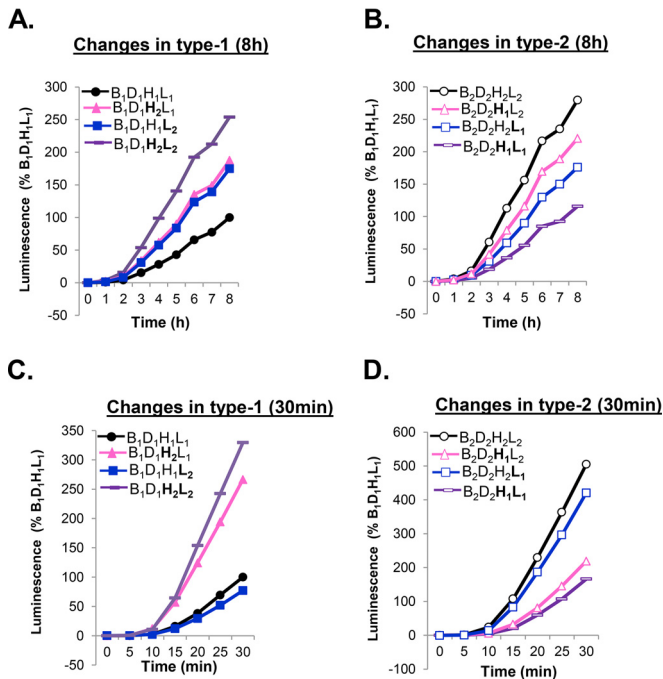 A.
Changes in type-1 (8h)
Luminescence (% B₁D₁H₁L₁)
300
250
200
150
100
50
0
-50
B₁D₁H₁L₁
B₁D₁H₂L₁
B₁D₁H₁L₂
B₁D₁H₂L₂
0 1 2 3 4 5 6 7 8
Time (h)
B.
Changes in type-2 (8h)
Luminescence (% B₁D₁H₁L₁)
300
250
200
150
100
50
0
-50
B₂D₂H₂L₂
B₂D₂H₁L₂
B₂D₂H₂L₁
B₂D₂H₁L₁
0 1 2 3 4 5 6 7 8
Time (h)
C.
Changes in type-1 (30min)
Luminescence (% B₁D₁H₁L₁)
350
300
250
200
150
100
50
0
-50
B₁D₁H₁L₁
B₁D₁H₂L₁
B₁D₁H₁L₂
B₁D₁H₂L₂
0 5 10 15 20 25 30
Time (min)
D.
Changes in type-2 (30min)
Luminescence (% B₁D₁H₁L₁)
600
500
400
300
200
100
0
-100
B₂D₂H₂L₂
B₂D₂H₁L₂
B₂D₂H₂L₁
B₂D₂H₁L₁
0 5 10 15 20 25 30
Time (min)